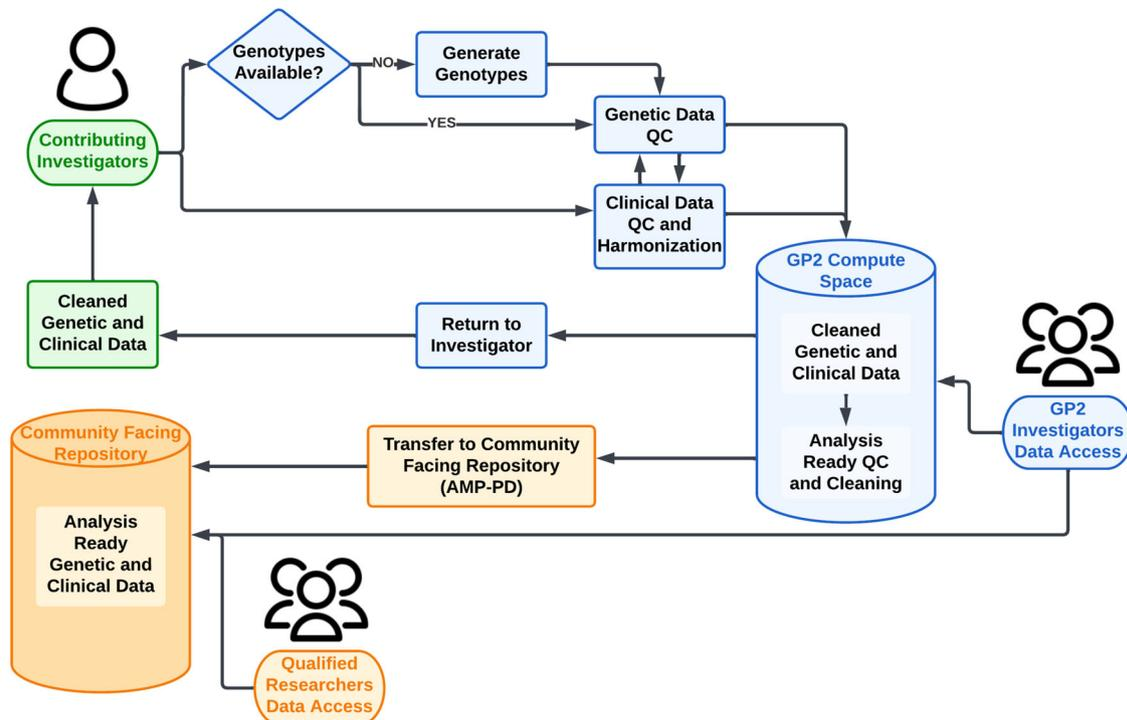 Genotypes
Available?
NO
Generate
Genotypes
YES
Genetic Data
QC
Contributing
Investigators
Clinical Data
QC and
Harmonization
GP2 Compute
Space
Cleaned
Genetic and
Clinical Data
Return to
Investigator
Cleaned
Genetic and
Clinical Data
GP2
Investigators
Data Access
Community Facing
Repository
Transfer to Community
Facing Repository
(AMP-PD)
Analysis
Ready QC
and Cleaning
Analysis
Ready
Genetic and
Clinical Data
Qualified
Researchers
Data Access